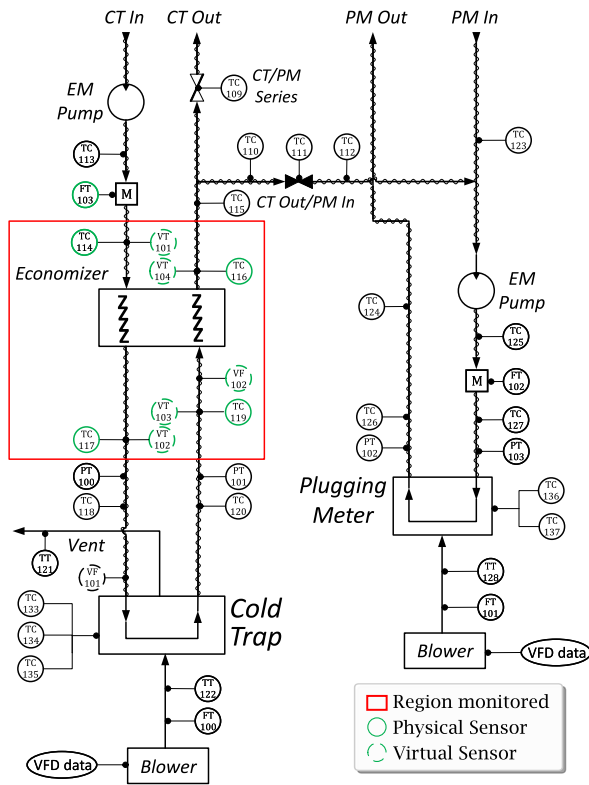 CT In
CT Out
PM Out
PM In
EM
Pump
CT/PM
Series
TC
109
TC
113
TC
110
TC
111
TC
112
TC
123
FT
103
M
CT Out/PM In
TC
115
TC
114
VT
101
VT
104
TC
116
Economizer
EM
Pump
TC
124
TC
125
M
FT
102
VF
102
VT
103
TC
119
TC
117
VT
102
TC
126
TC
127
PT
102
PT
103
PT
100
PT
101
TC
118
TC
120
Plugging
Meter
TC
136
TC
137
Vent
TT
121
VF
101
TT
128
FT
101
TC
133
TC
134
TC
135
Cold
Trap
Blower
VFD data
TT
122
FT
100
VFD data
Blower
Region monitored
Physical Sensor
Virtual Sensor